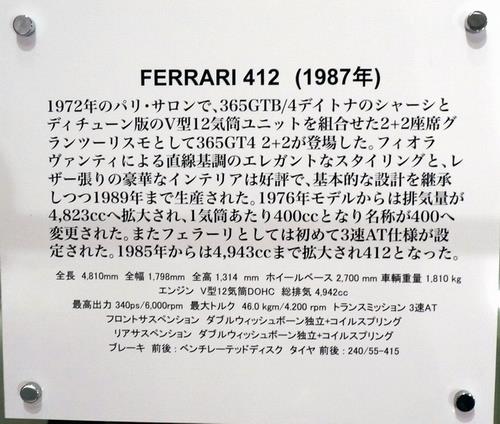 FERRARI 412 (1987年)
1972年のパリ・サロンで、365GTB/4デイトナのシャーシと
ディチューン版のV型12気筒ユニットを組合せた2+2座席グ
ランツーリスモとして365GT4 2+2が登場した。フィオラ
ヴァンティによる直線基調のエレガントなスタイリングと、レ
ザー張りの豪華なインテリアは好評で、基本的な設計を継承
しつつ1989年まで生産された。1976年モデルからは排気量が
4,823ccへ拡大され、1気筒あたり400ccとなり名称が400へ
変更された。またフェラーリとしては初めて3速AT仕様が設
定された。1985年からは4,943ccまで拡大され412となった。
全長 4,810mm 全幅 1,798mm 全高 1,314 mm ホイールベース 2,700 mm 車輌重量 1,810 kg
エンジン V型12気筒DOHC 総排気 4,942cc
最高出力 340ps/6,000rpm 最大トルク 46.0 kgm/4.200 rpm トランスミッション 3速AT
フロントサスペンション ダブルウィッシュボーン独立+コイルスプリング
リアサスペンション ダブルウィッシュボーン独立+コイルスプリング
ブレーキ 前後:ベンチレーテッドディスク タイヤ 前後:240/55-415